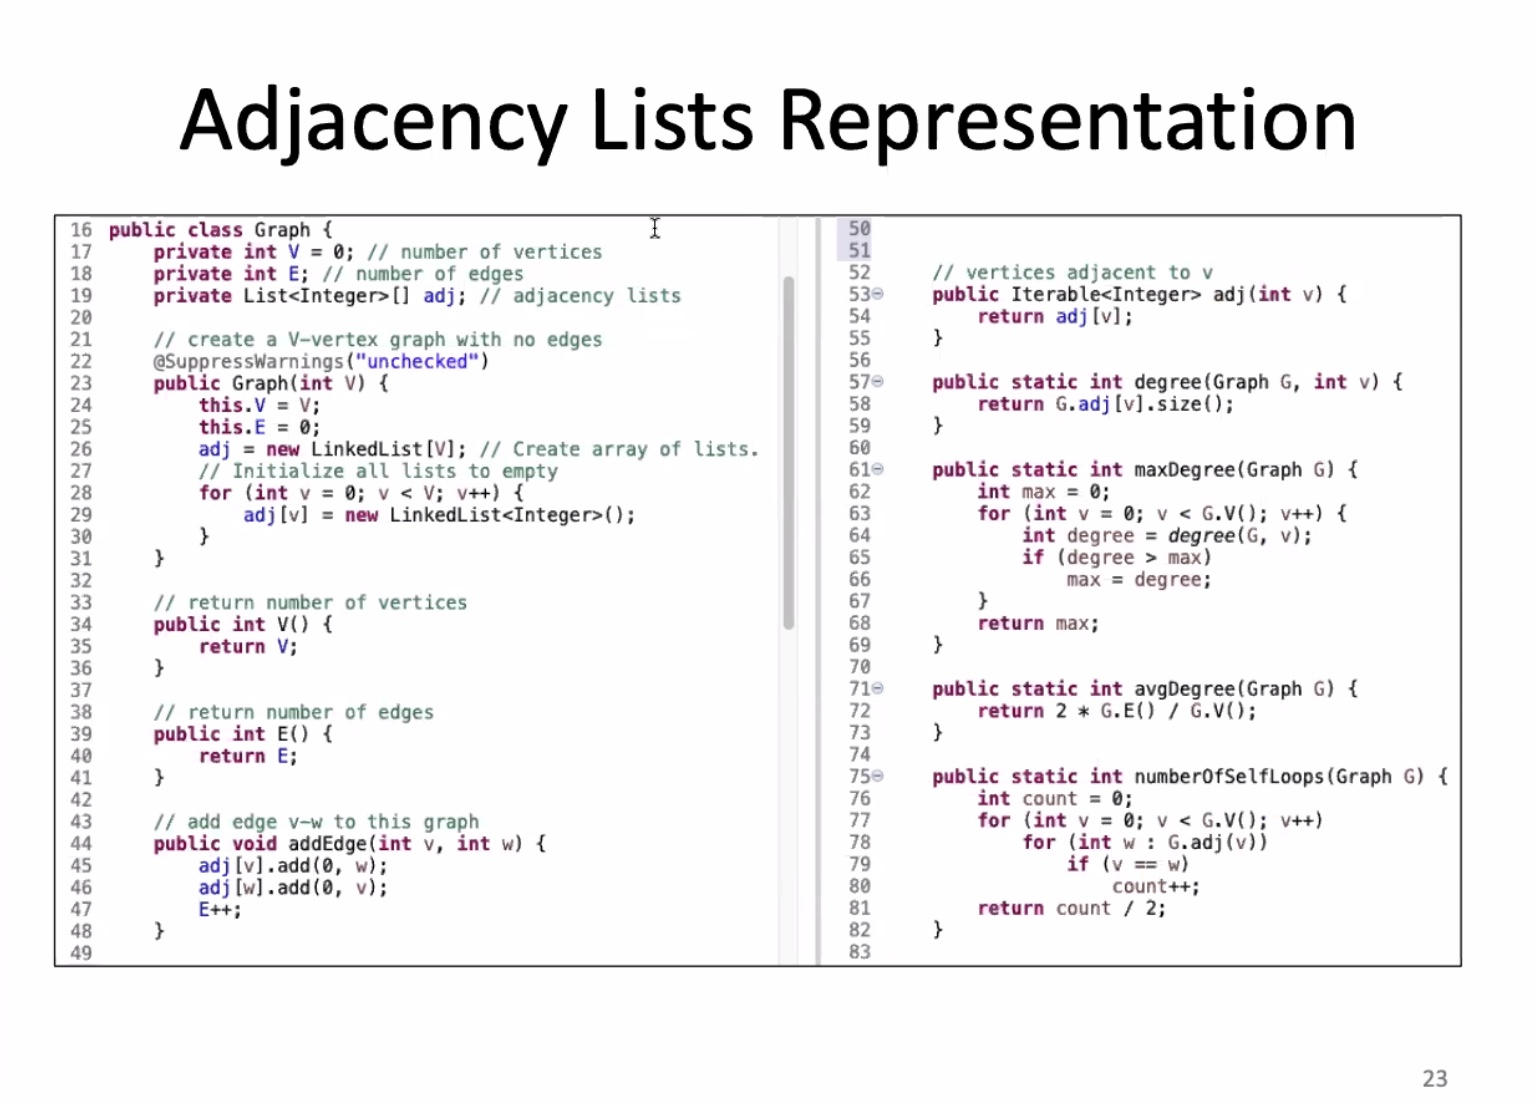 Adjacency Lists Representation
16 public class Graph {
17     private int V = 0; // number of vertices
18     private int E; // number of edges
19     private List<Integer>[] adj; // adjacency lists
20
21     // create a V-vertex graph with no edges
22     @SuppressWarnings("unchecked")
23     public Graph(int V) {
24         this.V = V;
25         this.E = 0;
26         adj = new LinkedList[V]; // Create array of lists.
27         // Initialize all lists to empty
28         for (int v = 0; v < V; v++) {
29             adj[v] = new LinkedList<Integer>();
30         }
31     }
32
33     // return number of vertices
34     public int V() {
35         return V;
36     }
37
38     // return number of edges
39     public int E() {
40         return E;
41     }
42
43     // add edge v-w to this graph
44     public void addEdge(int v, int w) {
45         adj[v].add(0, w);
46         adj[w].add(0, v);
47         E++;
48     }
49
50
51
52     // vertices adjacent to v
53     public Iterable<Integer> adj(int v) {
54         return adj[v];
55     }
56
57     public static int degree(Graph G, int v) {
58         return G.adj[v].size();
59     }
60
61     public static int maxDegree(Graph G) {
62         int max = 0;
63         for (int v = 0; v < G.V(); v++) {
64             int degree = degree(G, v);
65             if (degree > max)
66                 max = degree;
67         }
68         return max;
69     }
70
71     public static int avgDegree(Graph G) {
72         return 2 * G.E() / G.V();
73     }
74
75     public static int numberOfSelfLoops(Graph G) {
76         int count = 0;
77         for (int v = 0; v < G.V(); v++)
78             for (int w : G.adj(v))
79                 if (v == w)
80                     count++;
81         return count / 2;
82     }
83
23